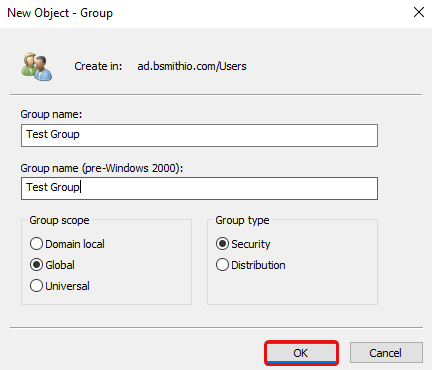 New Object - Group
Create in: ad.bsmithio.com/Users
Group name:
Test Group
Group name (pre-Windows 2000):
Test Group
Group scope
Domain local
Global
Universal
Group type
Security
Distribution
OK
Cancel